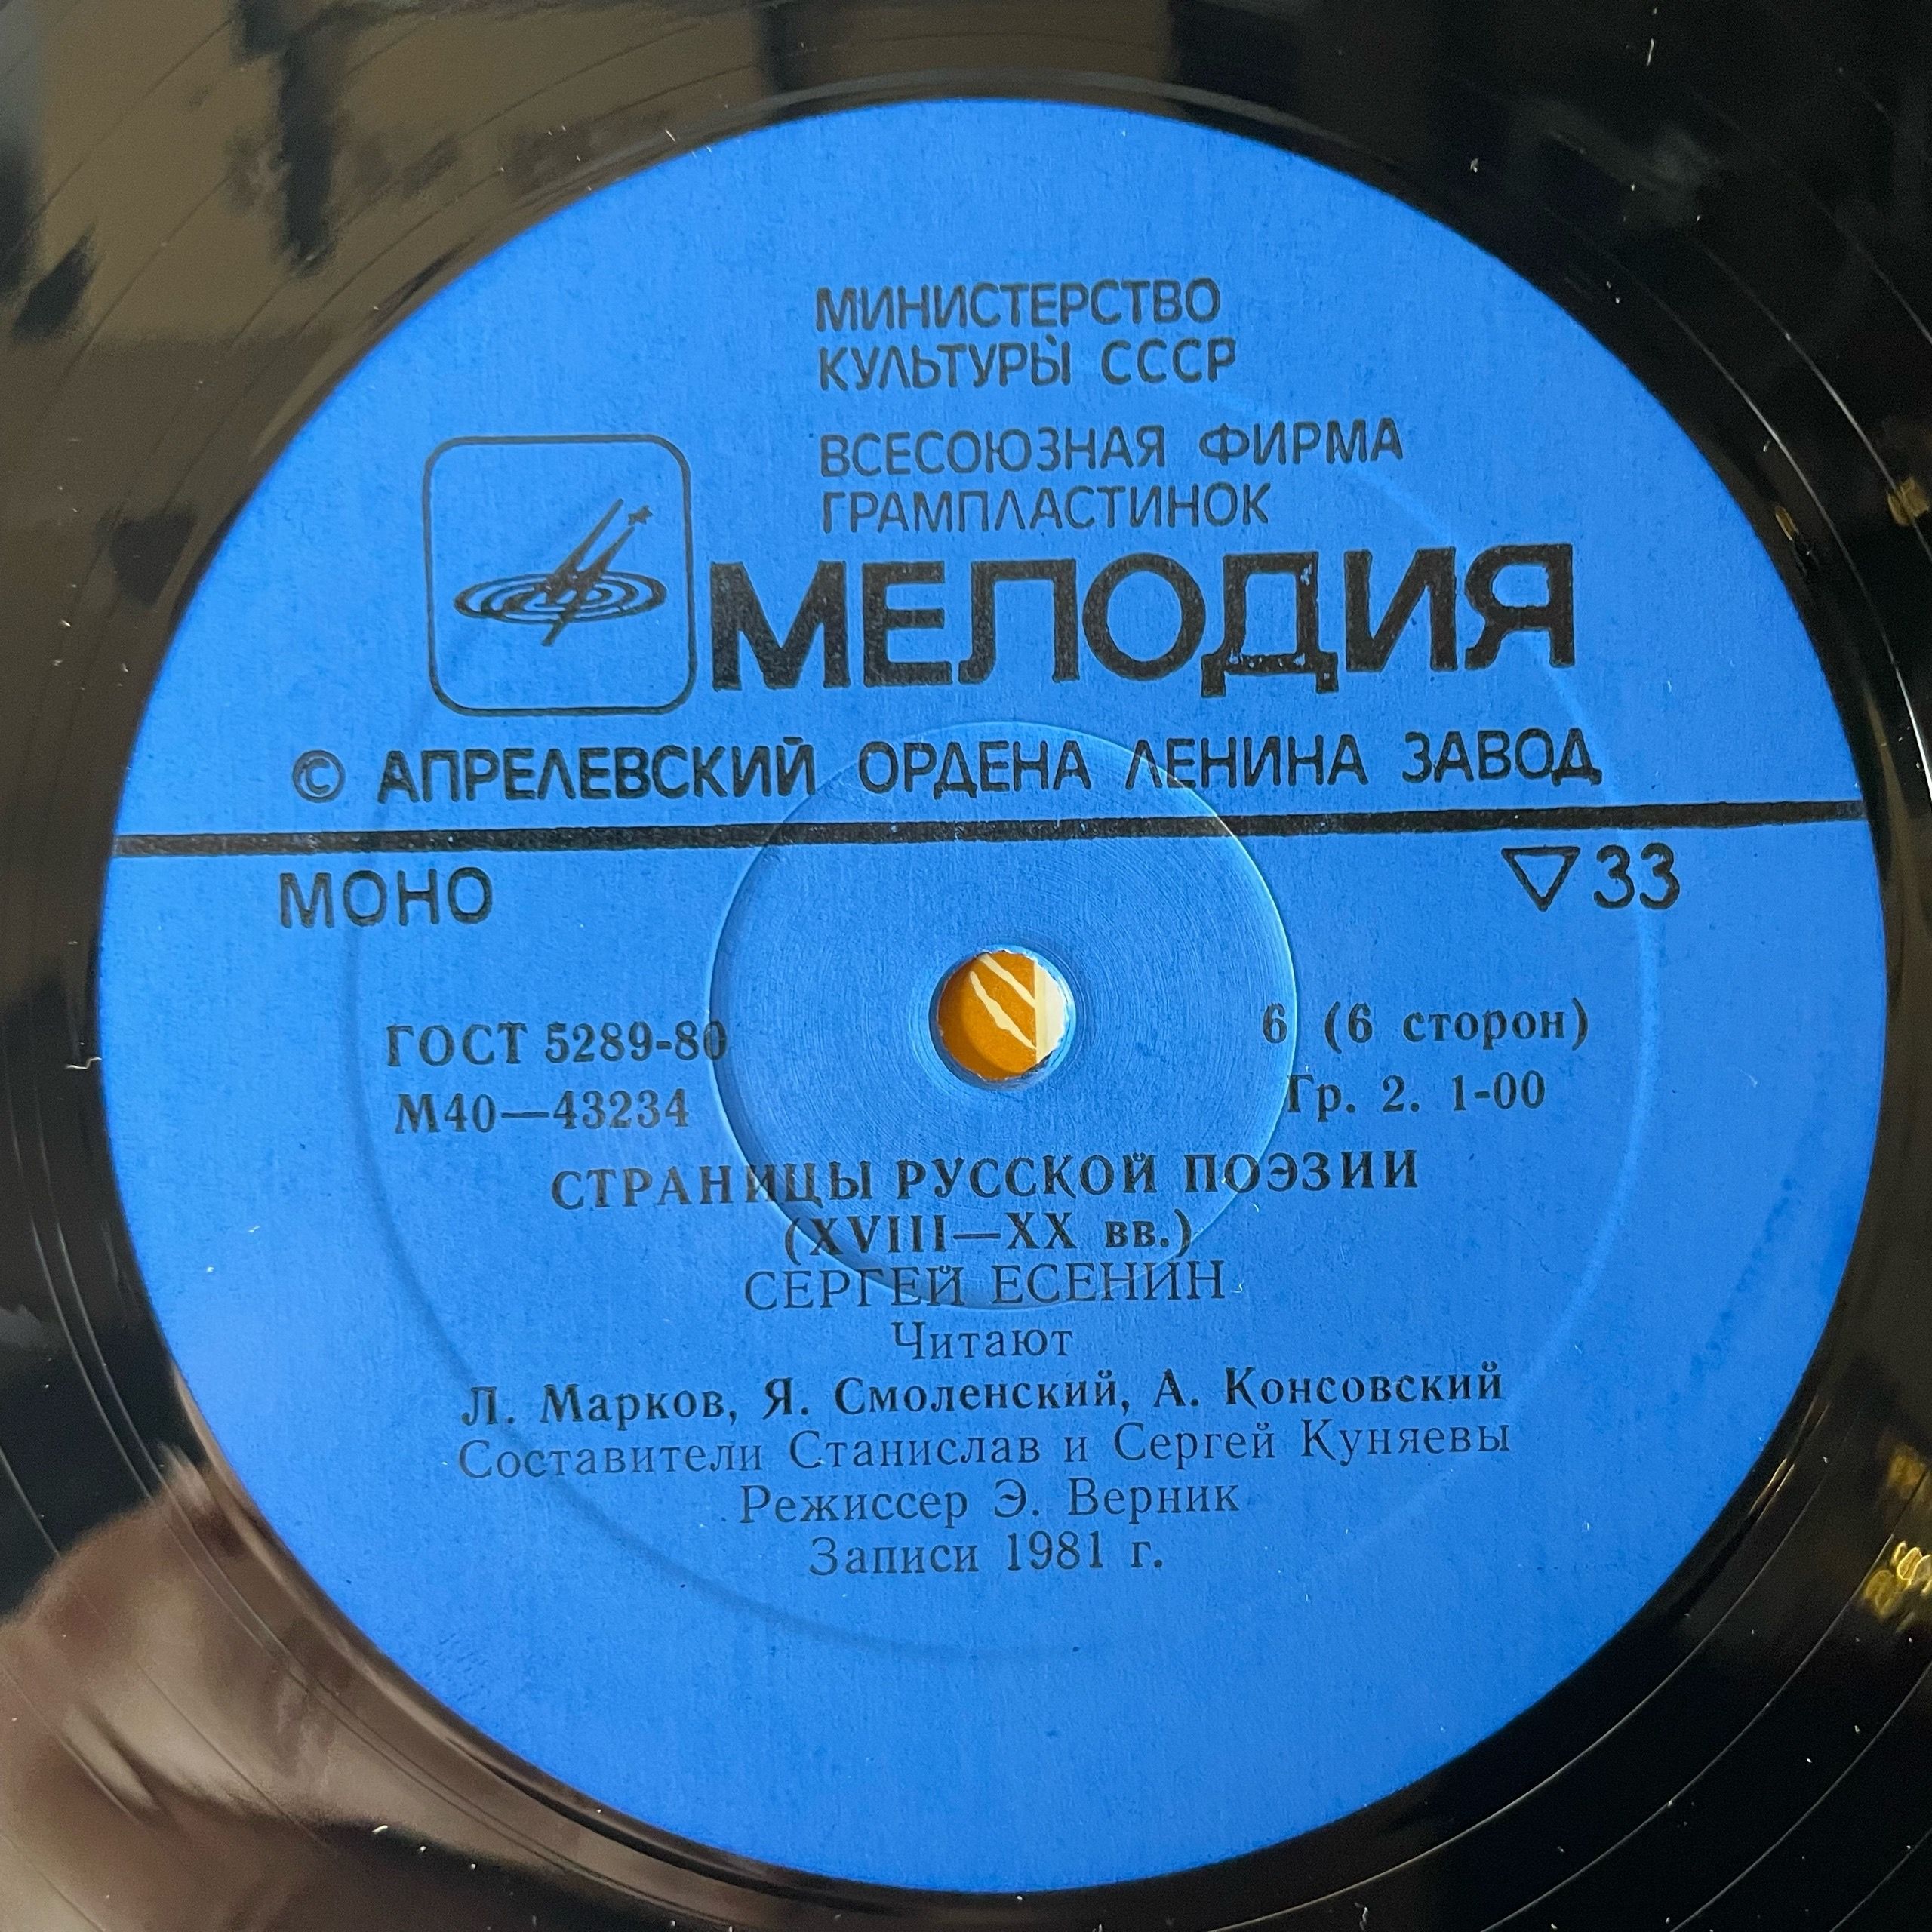 МИНИСТЕРСТВО
КУЛЬТУРЫ СССР
ВСЕСОЮЗНАЯ ФИРМА
ГРАМПЛАСТИНОК
МЕЛОДИЯ
© АПРЕЛЕВСКИЙ ОРДЕНА ЛЕНИНА ЗАВОД
МОНО ▽33
ГОСТ 5289-80 6 (6 сторон)
М40—43234 Гр. 2. 1-00
СТРАНИЦЫ РУССКОЙ ПОЭЗИИ
(XVIII—XX вв.)
СЕРГЕЙ ЕСЕНИН
Читают
Л. Марков, Я. Смоленский, А. Консовский
Составители Станислав и Сергей Куняевы
Режиссер Э. Верник
Записи 1981 г.